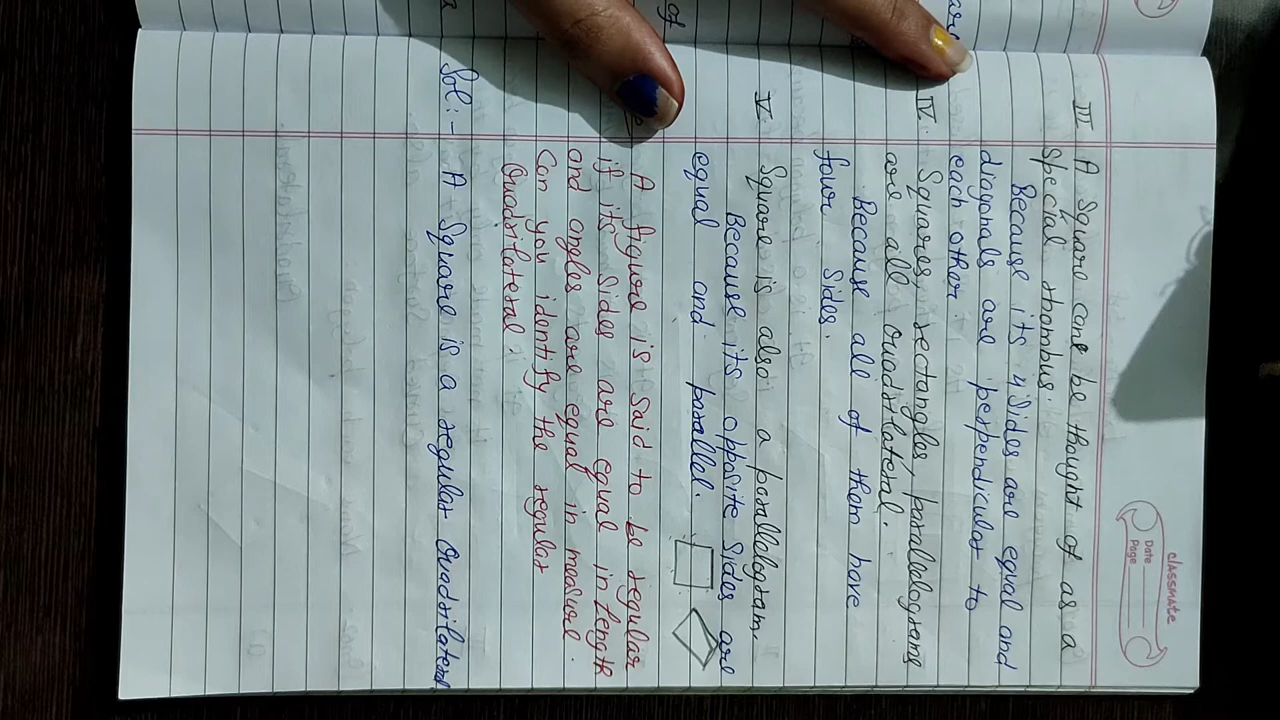 classmate
Date
Page
III A Square can be thought of as a
Special rhombus.
Because its 4 Sides are equal and
diagonals are perpendicular to
each other.
IV. Squares, rectangles, parallelograms
are all Quadrilateral.
Because all of them have
four Sides.
V. Square is also a parallelogram.
Because its opposite Sides are
equal and parallel.
A figure is Said to be regular
if its Sides are equal in Length
and angles are equal in measure.
Can you identify the regular
Quadrilateral.
Sol:- A Square is a regular Quadrilateral
of